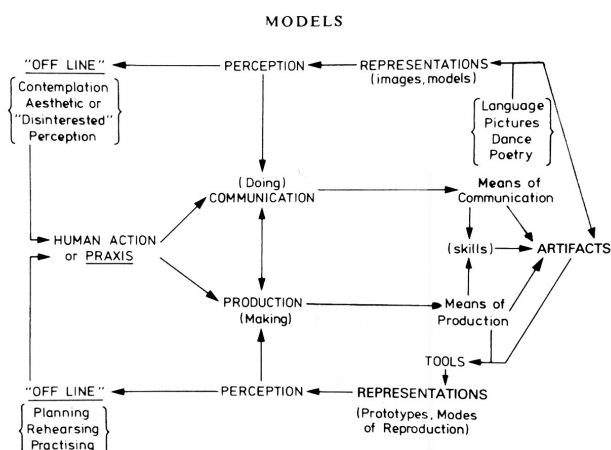 MODELS
"OFF LINE" PERCEPTION REPRESENTATIONS
(images, models)
Contemplation
Aesthetic or
"Disinterested"
Perception
Language
Pictures
Dance
Poetry
(Doing)
COMMUNICATION
Means of
Communication
HUMAN ACTION
or PRAXIS
(skills) ARTIFACTS
PRODUCTION
(Making)
Means of
Production
TOOLS
"OFF LINE" PERCEPTION REPRESENTATIONS
(Prototypes, Modes
of Reproduction)
Planning
Rehearsing
Practising